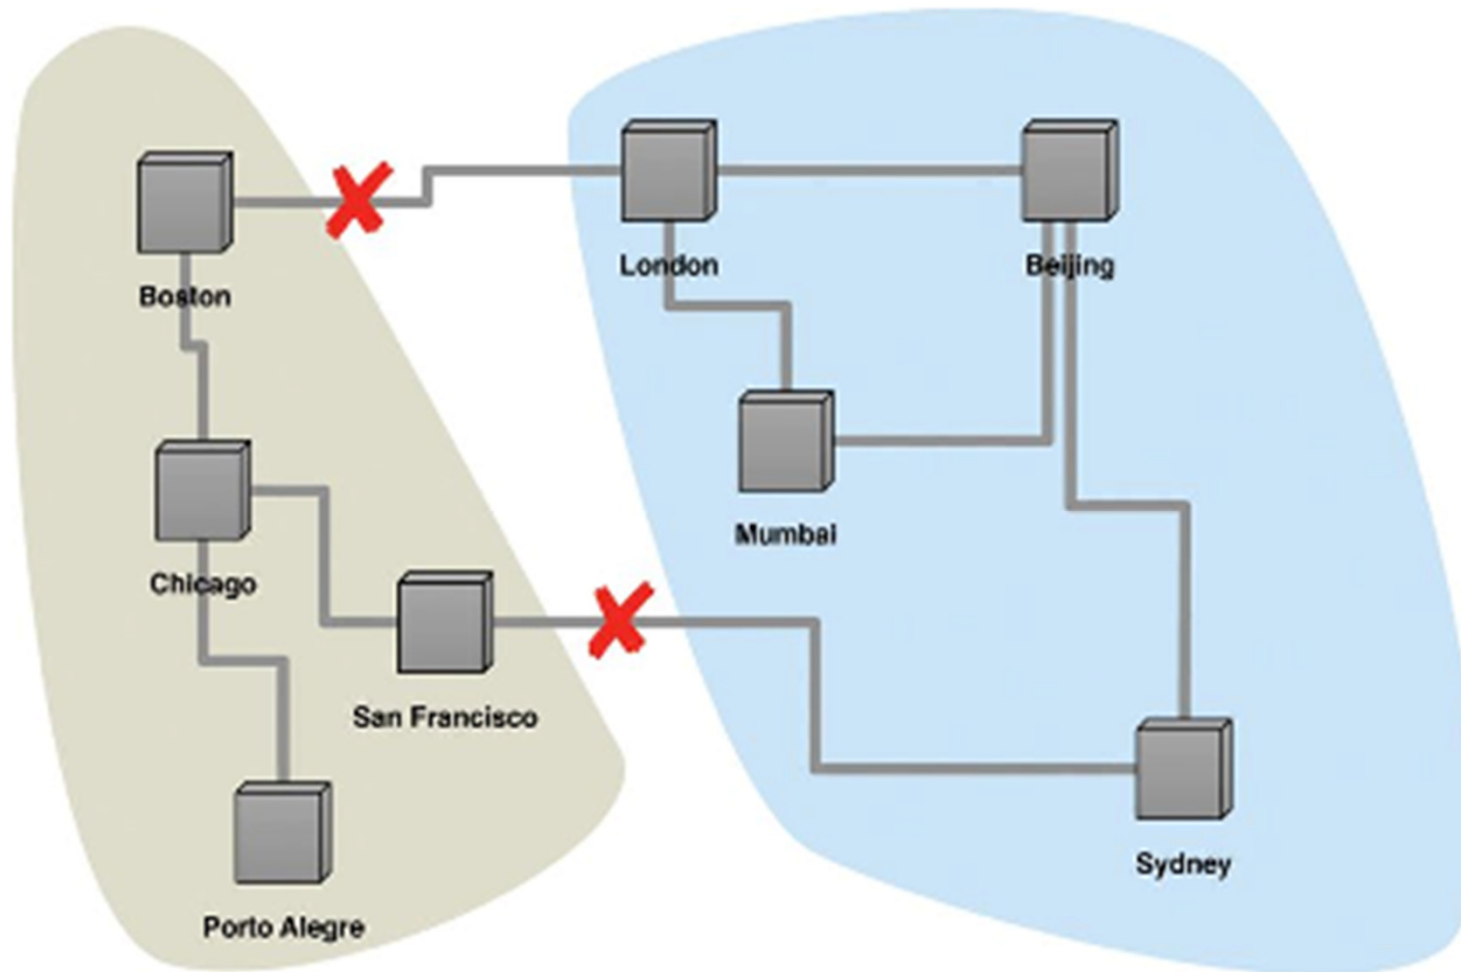 London
Beijing
Boston
Mumbai
Chicago
San Francisco
Sydney
Porto Alegre